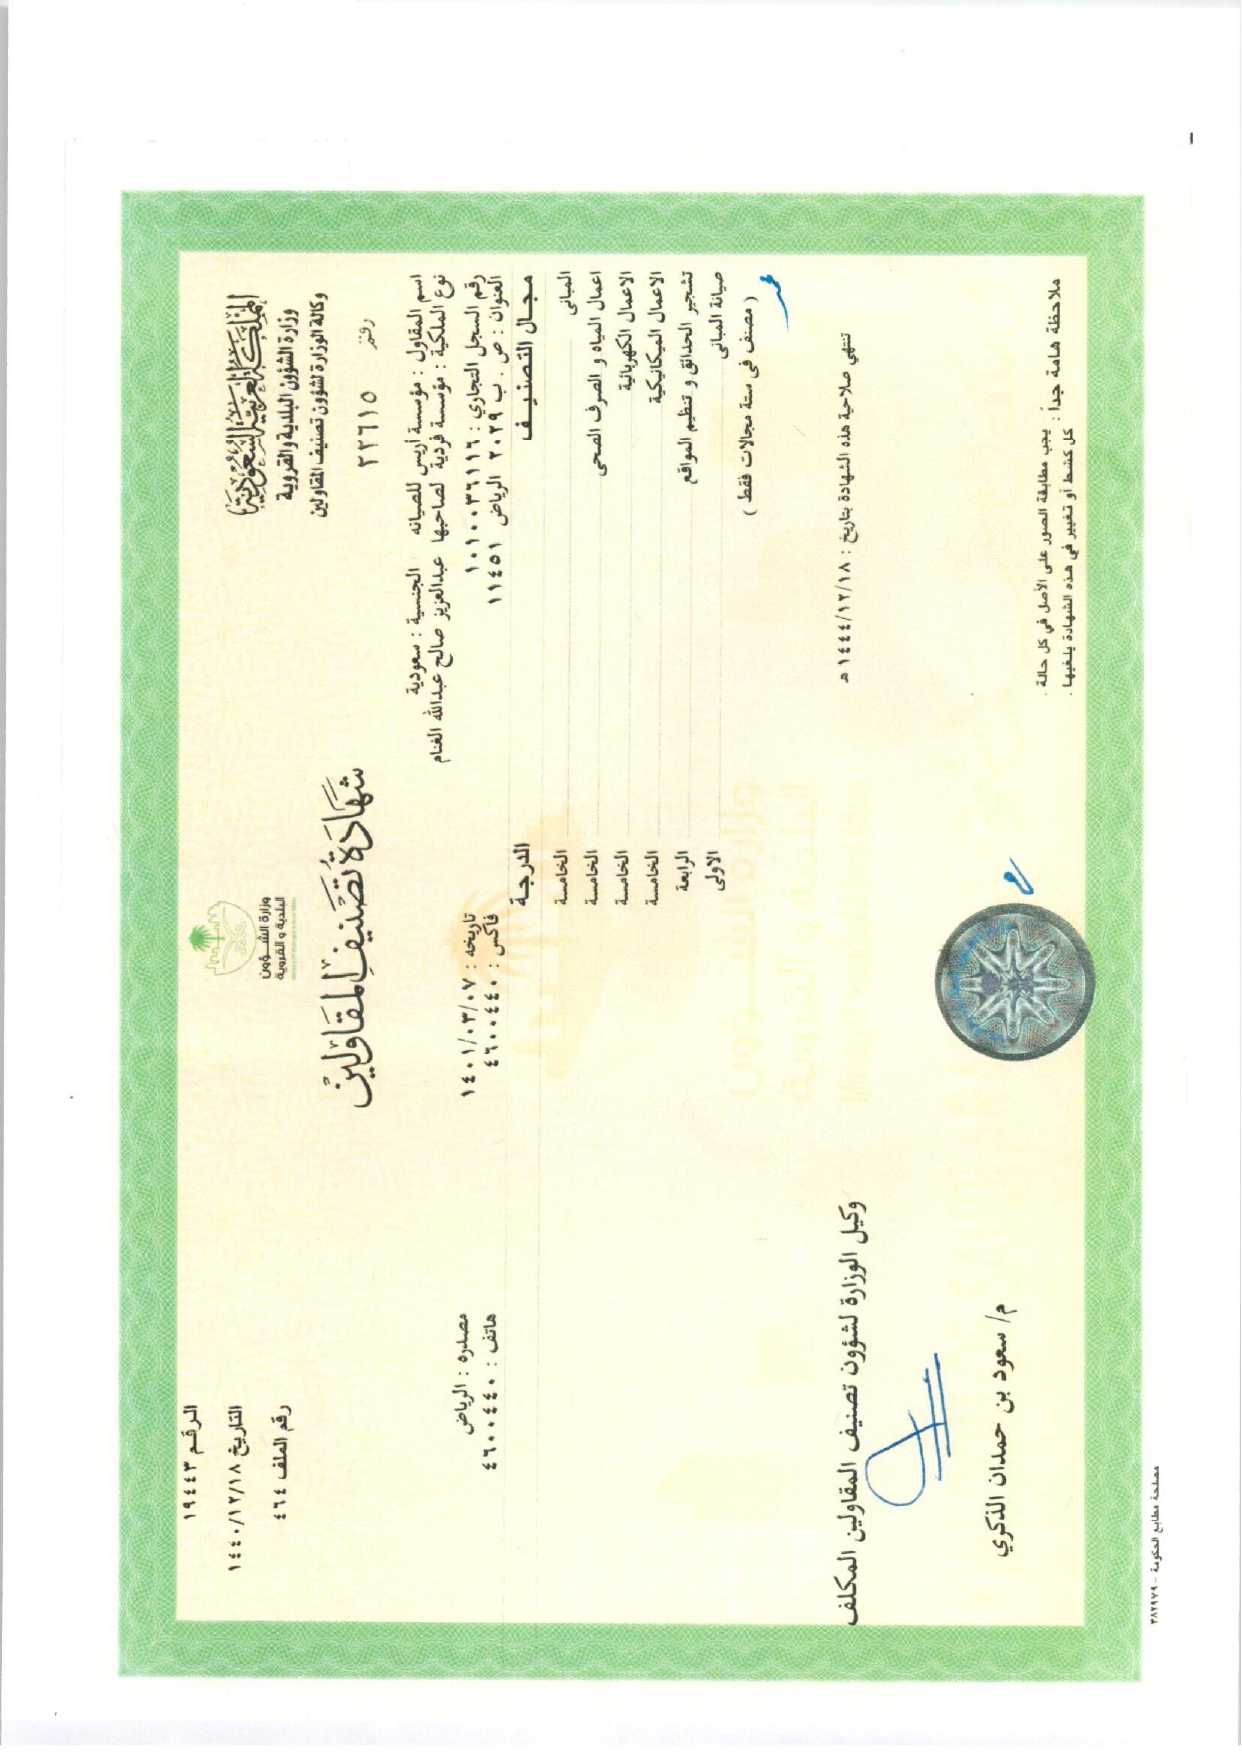 المملكة العربية السعودية
وزارة الشؤون البلدية والقروية
وكالة الوزارة لشؤون تصنيف المقاولين
رقم ٢٢٦١٥
وزارة الشـــؤون
البلدية و القروية
الرقـم ١٩٤٤٣
التاريخ ١٤٤٠/١٢/١٨
رقم الملف ٤٦٤
شهادة تصنيف المقاولين
اسم المقاول : مؤسسة أريس للصيانه الجنسية : سعودية
نوع الملكية : مؤسسة فردية لصاحبها عبدالعزيز صالح عبدالله الغنام
رقم السجل التجاري : ١٠١٠٠٣٦١١٦ تاريخه : ١٤٠١/٠٣/٠٧ مصدره : الرياض
العنوان : ص . ب ٢٠٢٩ الرياض ١١٤٥١ فاكس : ٤٦٠٠٤٤٠ هاتف : ٤٦٠٠٤٤٠
مجـال التصنيـف الدرجـة
المبانى الخامسة
اعمال المياه و الصرف الصحى الخامسة
الاعمال الكهربائية الخامسة
الاعمال الميكانيكية الخامسة
تشجير الحدائق و تنظيم المواقع الرابعة
صيانة المبانى الاولى
( مصنف فى ستة مجالات فقط )
وزارة الشـــؤون
البلدية و القروية
تنتهي صلاحية هذه الشهادة بتاريخ : ١٤٤٤/١٢/١٨ هـ
وكيل الوزارة لشؤون تصنيف المقاولين المكلف
م/ سعود بن حمدان الذكري
ملاحظة هامة جداً : يجب مطابقة الصور على الأصل في كل حالة .
كل كشط أو تغيير في هذه الشهادة يلغيها .
مصلحة مطابع الحكومة - ٣٨٢٩٧٩